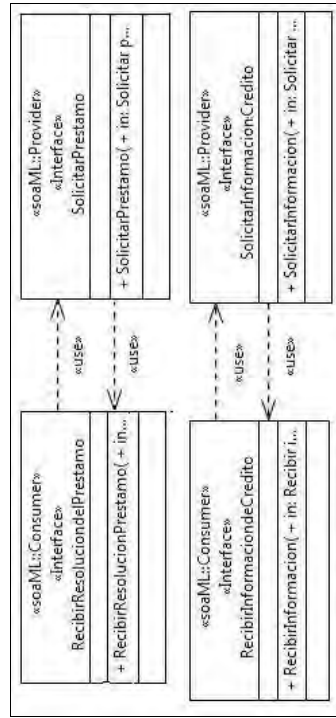 «soaML::Consumer»
«Interface»
RecibirResoluciondelPrestamo
+ RecibirResolucionPrestamo( + in...
«use»
«use»
«soaML::Provider»
«Interface»
SolicitarPrestamo
+ SolicitarPrestamo( + in: Solicitar p...
«soaML::Consumer»
«Interface»
RecibirInformaciondeCredito
+ RecibirInformacion( + in: Recibir i...
«use»
«use»
«soaML::Provider»
«Interface»
SolicitarInformacionCredito
+ SolicitarInformacion( + in: Solicitar ...